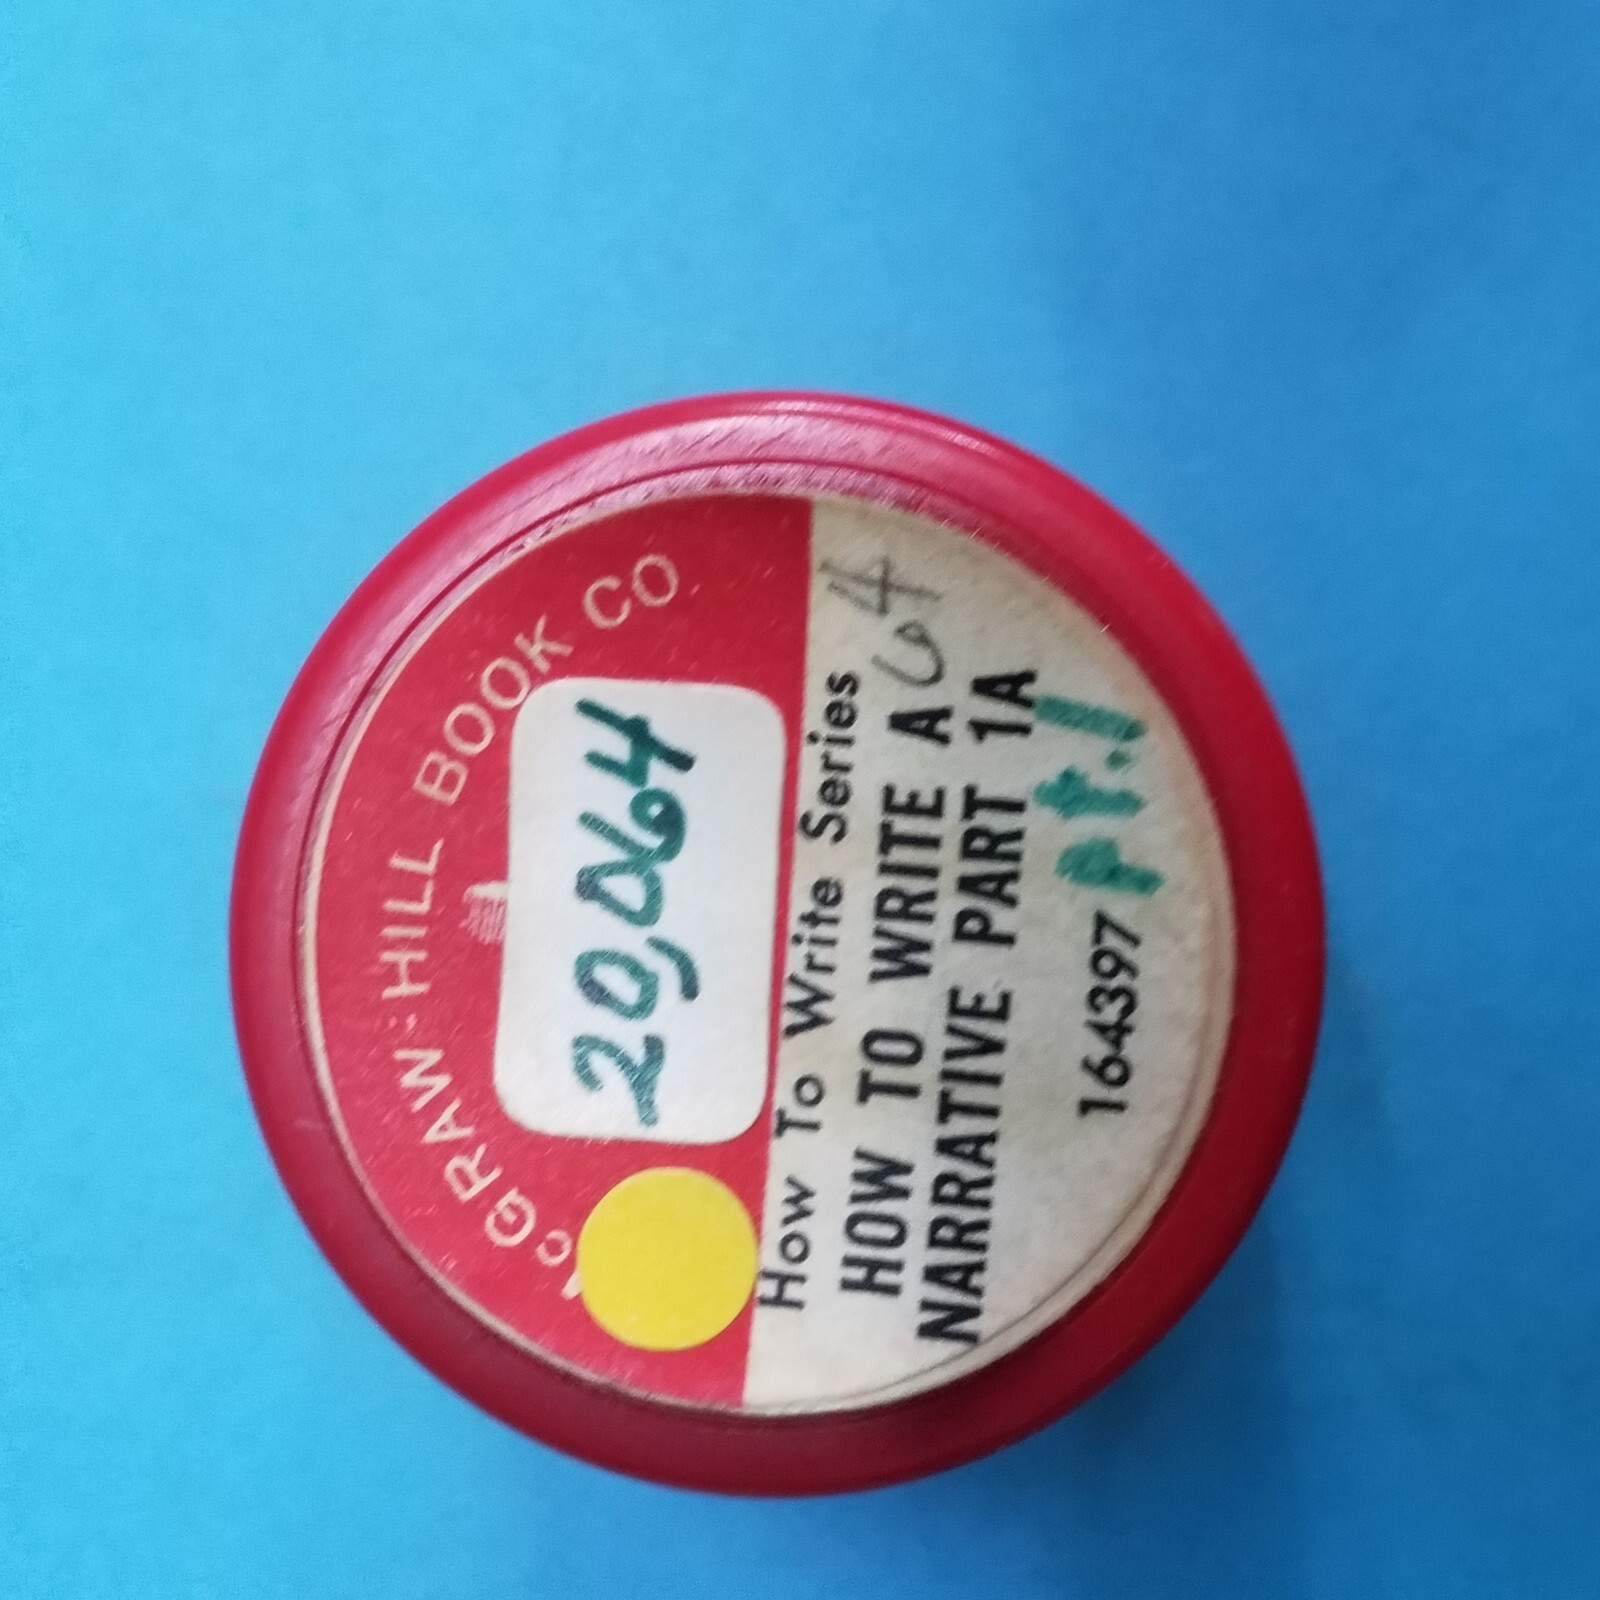 McGRAW-HILL BOOK CO
20,064
How To Write Series
64
HOW TO WRITE A
NARRATIVE PART 1A
pt. 1
164397